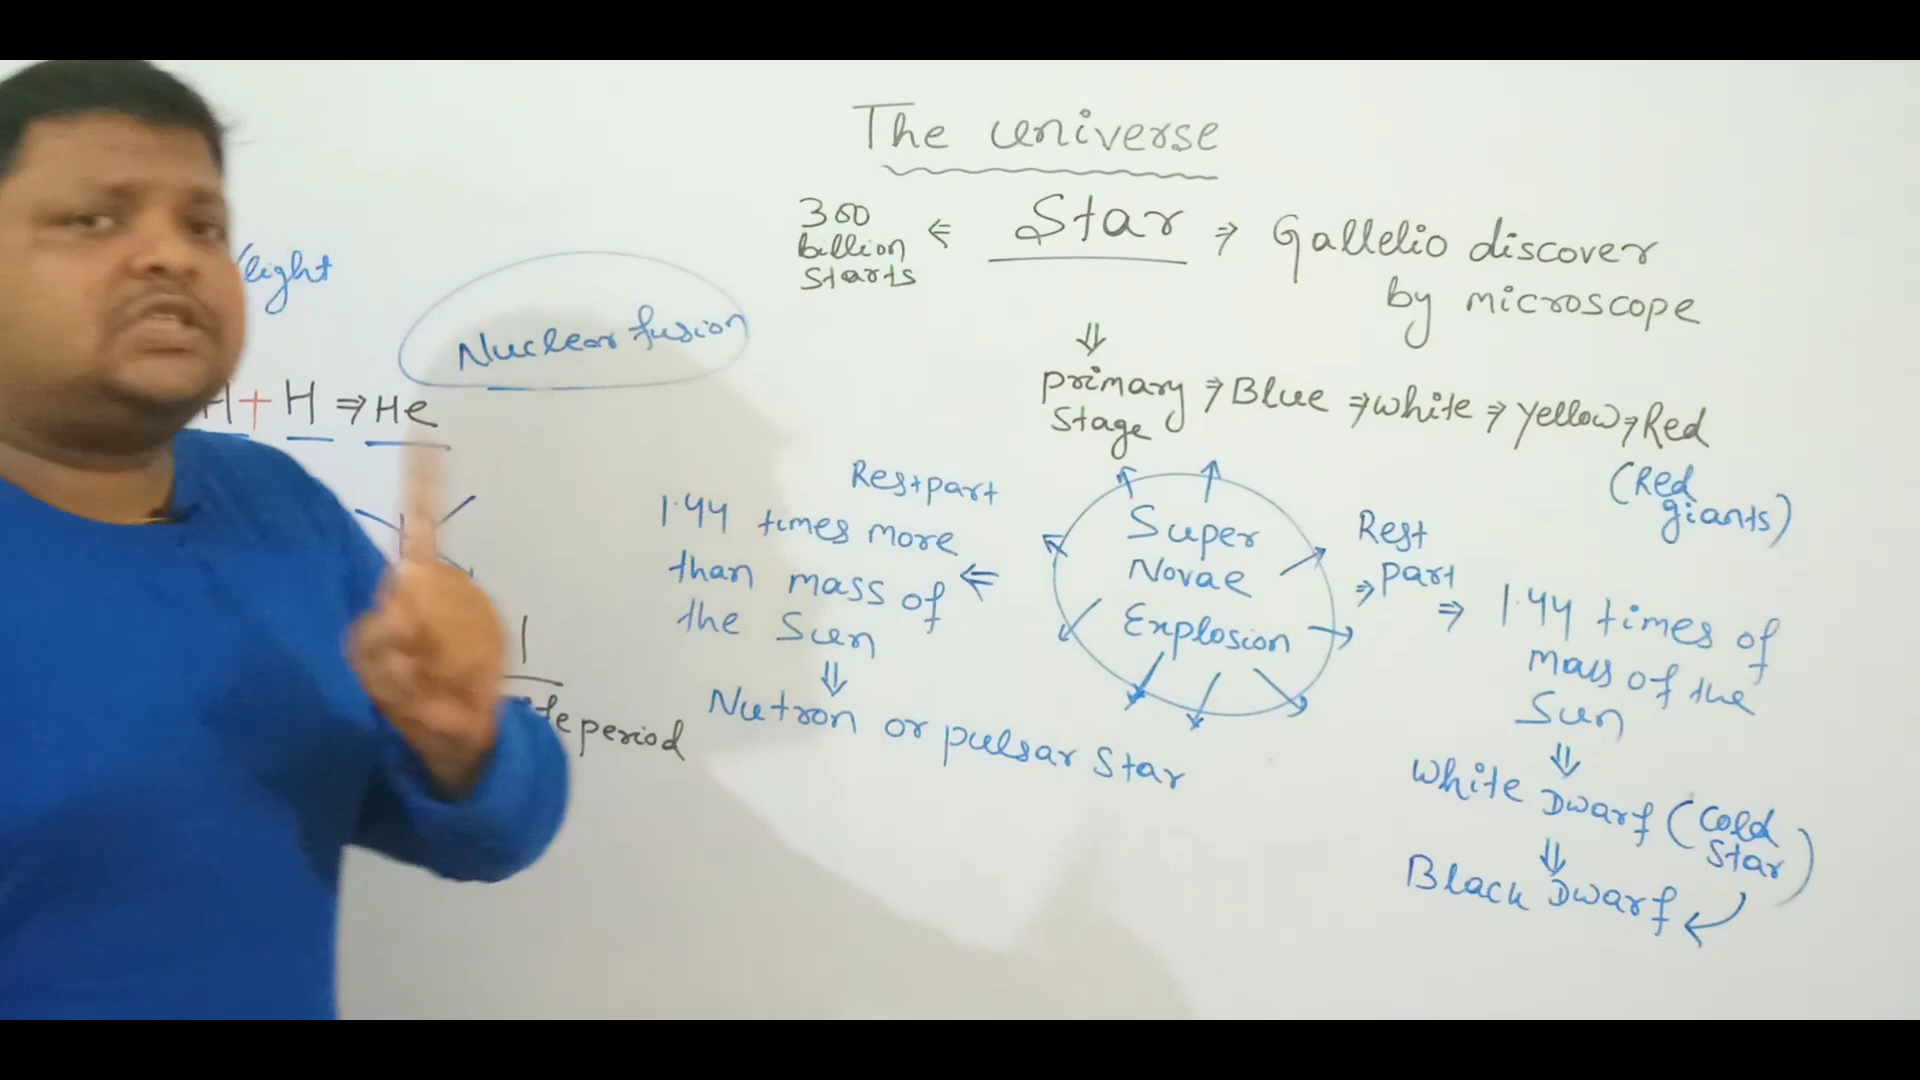 The universe
Star ⇒ Gallelio discover
by microscope
300
billion
Starts
⇐
⇓
primary
Stage
⇒ Blue ⇒ white ⇒ yellow ⇒ Red
(Red
giants)
light
Nuclear fusion
H + H ⇒ He
1
period
Super
Novae
Explosion
Restpart
1.44 times more
than mass of
the Sun
⇐
⇓
Nutron or pulsar Star
Rest
⇒ part
⇒ 1.44 times of
mass of the
Sun
⇓
white Dwarf (Cold
Star)
⇓
Black Dwarf